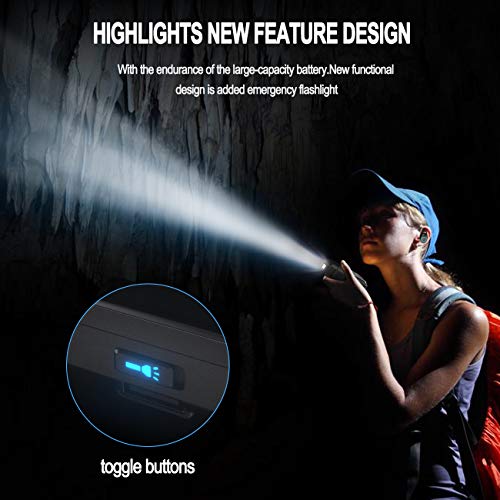 HIGHLIGHTS NEW FEATURE DESIGN
With the endurance of the large-capacity battery.New functional
design is added emergency flashlight
toggle buttons